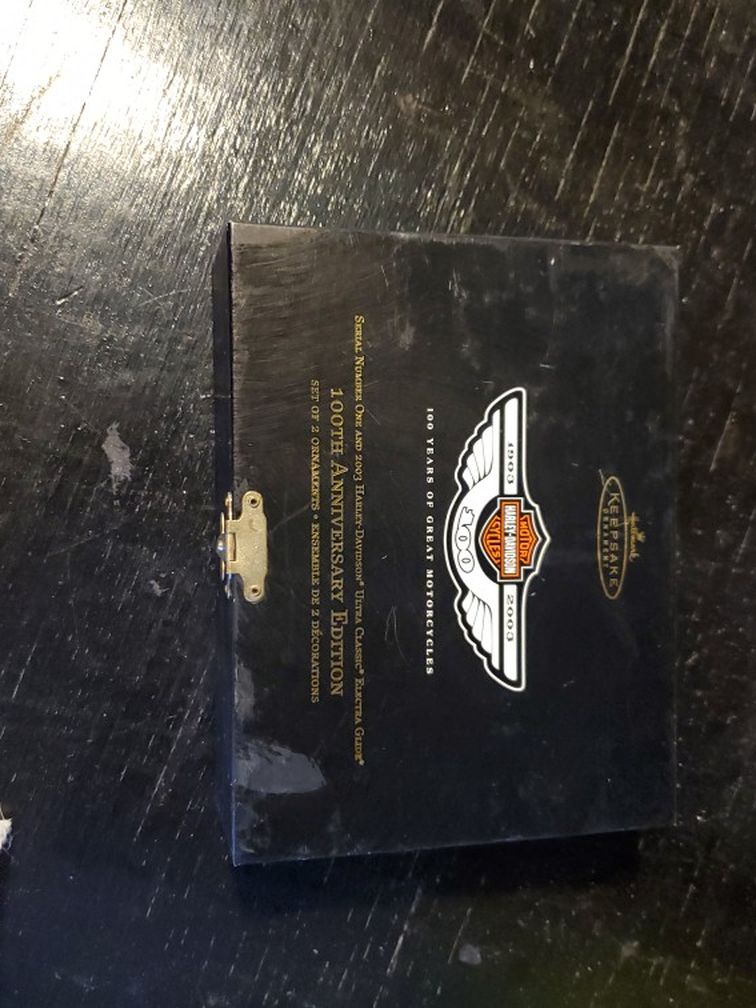 Hallmark
KEEPSAKE
ORNAMENT
1903 2003
MOTOR
HARLEY-DAVIDSON
CYCLES
100
100 YEARS OF GREAT MOTORCYCLES
SERIAL NUMBER ONE AND 2003 HARLEY-DAVIDSON® ULTRA CLASSIC® ELECTRA GLIDE®
100TH ANNIVERSARY EDITION
SET OF 2 ORNAMENTS • ENSEMBLE DE 2 DÉCORATIONS